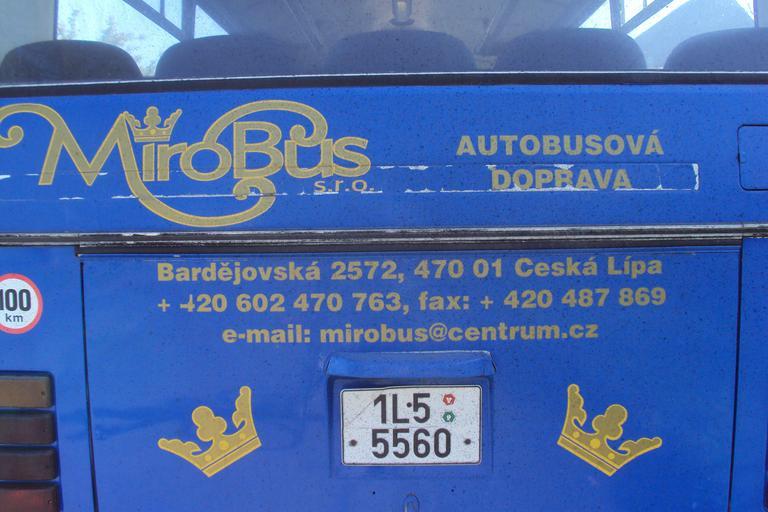 MiroBus
s.r.o.
AUTOBUSOVÁ
DOPRAVA
Bardějovská 2572, 470 01 Ceská Lípa
+ 420 602 470 763, fax: + 420 487 869
e-mail: mirobus@centrum.cz
100
km
1L5
5560